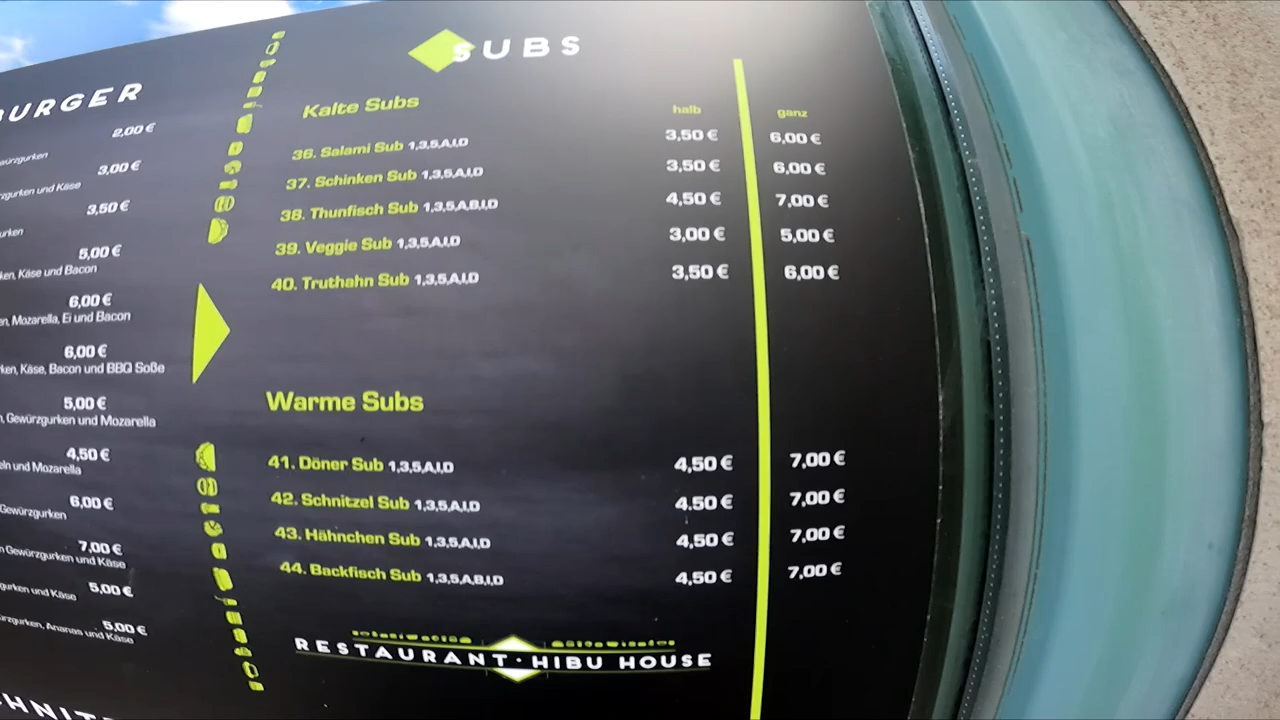 BURGER
2,00 €
würzgurken
3,00 €
zgurken und Käse
3,50 €
urken
5,00 €
ken, Käse und Bacon
6,00 €
en, Mozarella, Ei und Bacon
6,00 €
ken, Käse, Bacon und BBQ Soße
5,00 €
n, Gewürzgurken und Mozarella
4,50 €
eln und Mozarella
6,00 €
Gewürzgurken
7,00 €
n Gewürzgurken und Käse
5,00 €
gurken und Käse
5,00 €
ürzgurken, Ananas und Käse
SUBS
Kalte Subs halb ganz
36. Salami Sub 1,3,5,A,I,D 3,50 € 6,00 €
37. Schinken Sub 1,3,5,A,I,D 3,50 € 6,00 €
38. Thunfisch Sub 1,3,5,A,B,I,D 4,50 € 7,00 €
39. Veggie Sub 1,3,5,A,I,D 3,00 € 5,00 €
40. Truthahn Sub 1,3,5,A,I,D 3,50 € 6,00 €
Warme Subs
41. Döner Sub 1,3,5,A,I,D 4,50 € 7,00 €
42. Schnitzel Sub 1,3,5,A,I,D 4,50 € 7,00 €
43. Hähnchen Sub 1,3,5,A,I,D 4,50 € 7,00 €
44. Backfisch Sub 1,3,5,A,B,I,D 4,50 € 7,00 €
RESTAURANT · HIBU HOUSE